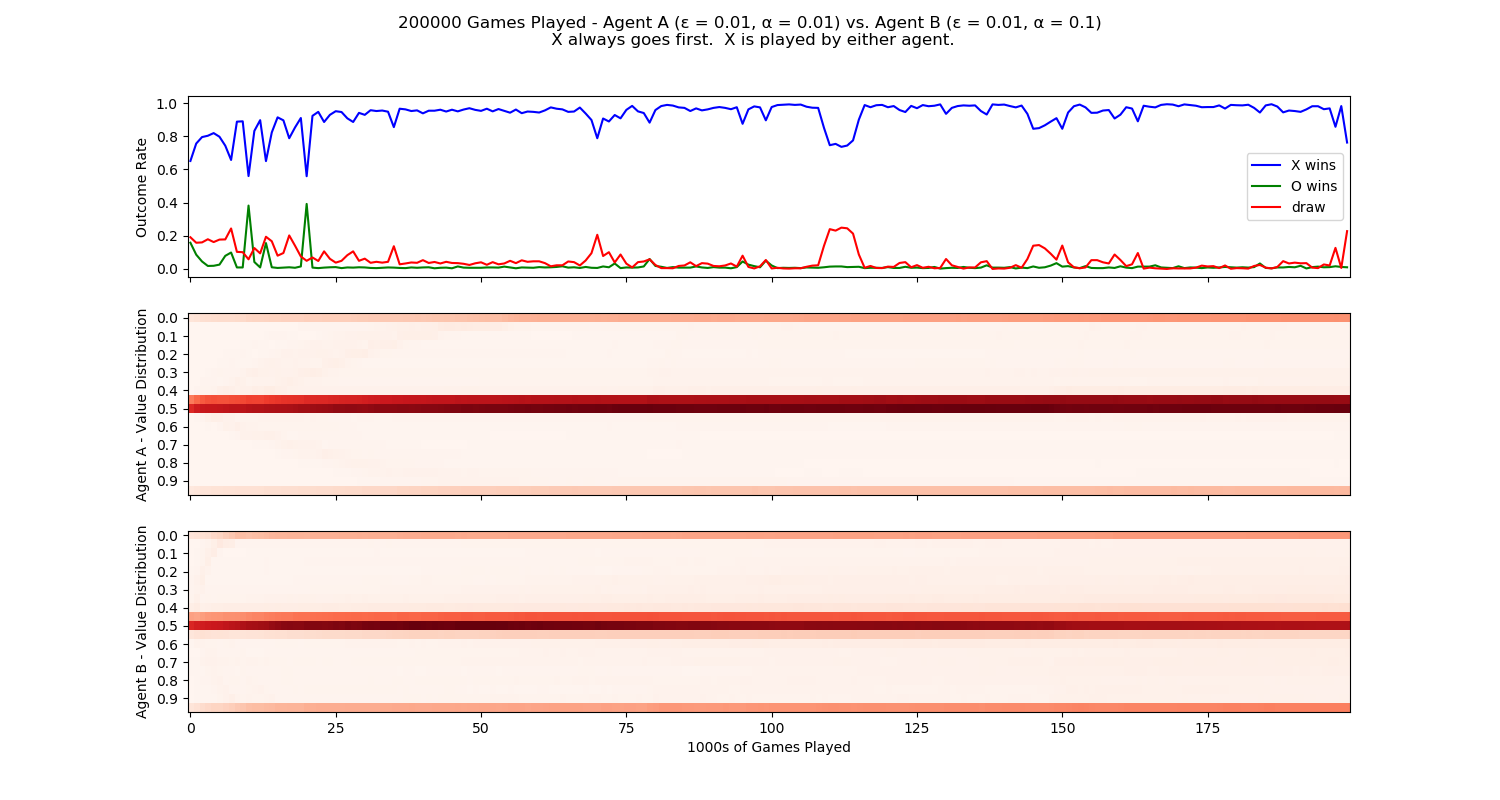 200000 Games Played - Agent A (ε = 0.01, α = 0.01) vs. Agent B (ε = 0.01, α = 0.1)
X always goes first.  X is played by either agent.
Outcome Rate
1.0
0.8
0.6
0.4
0.2
0.0
X wins
O wins
draw
Agent A - Value Distribution
0.0
0.1
0.2
0.3
0.4
0.5
0.6
0.7
0.8
0.9
Agent B - Value Distribution
0.0
0.1
0.2
0.3
0.4
0.5
0.6
0.7
0.8
0.9
0 25 50 75 100 125 150 175
1000s of Games Played